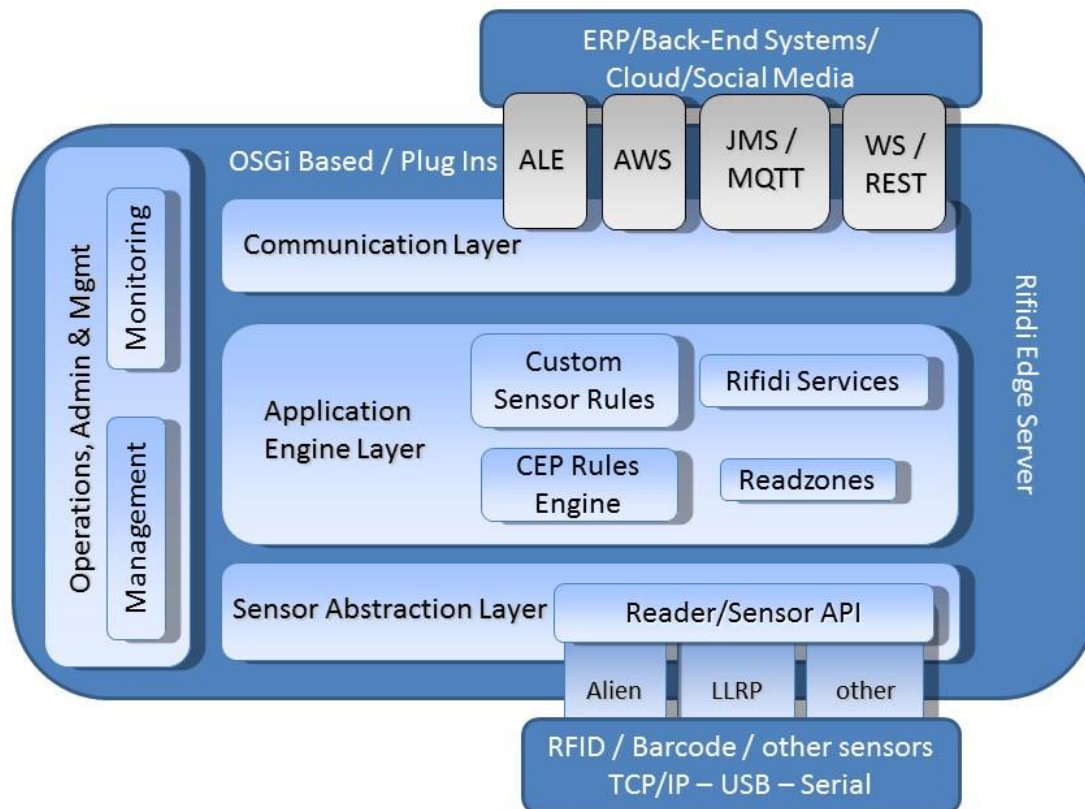 ERP/Back-End Systems/
Cloud/Social Media
OSGi Based / Plug Ins
ALE
AWS
JMS /
MQTT
WS /
REST
Communication Layer
Operations, Admin & Mgmt
Monitoring
Management
Application
Engine Layer
Custom
Sensor Rules
Rifidi Services
CEP Rules
Engine
Readzones
Rifidi Edge Server
Sensor Abstraction Layer
Reader/Sensor API
Alien
LLRP
other
RFID / Barcode / other sensors
TCP/IP – USB – Serial